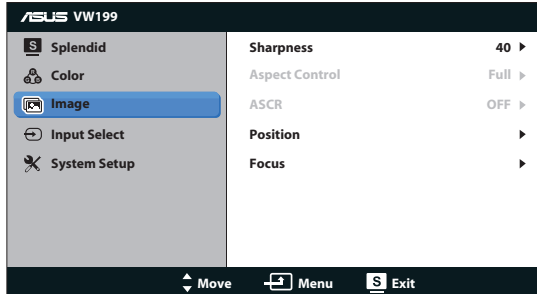 ASUS VW199
S Splendid
Color
Image
Input Select
System Setup
Sharpness 40
Aspect Control Full
ASCR OFF
Position
Focus
Move Menu S Exit